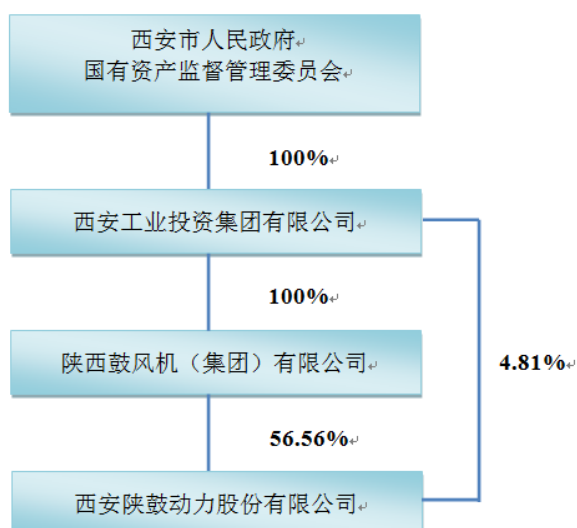 西安市人民政府
国有资产监督管理委员会
100%
西安工业投资集团有限公司
100%
陕西鼓风机（集团）有限公司
4.81%
56.56%
西安陕鼓动力股份有限公司